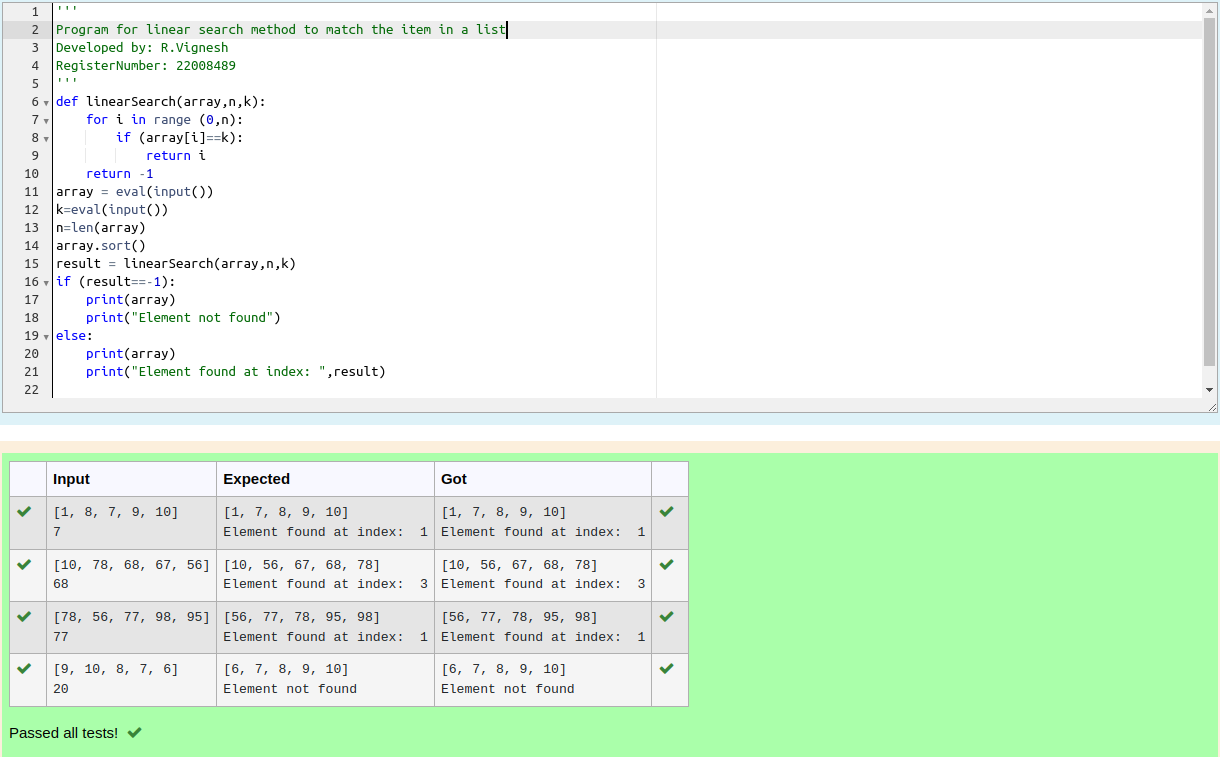 1 '''
2 Program for linear search method to match the item in a list
3 Developed by: R.Vignesh
4 RegisterNumber: 22008489
5 '''
6 def linearSearch(array,n,k):
7     for i in range (0,n):
8         if (array[i]==k):
9             return i
10     return -1
11 array = eval(input())
12 k=eval(input())
13 n=len(array)
14 array.sort()
15 result = linearSearch(array,n,k)
16 if (result==-1):
17     print(array)
18     print("Element not found")
19 else:
20     print(array)
21     print("Element found at index: ",result)
22
Input Expected Got
[1, 8, 7, 9, 10] [1, 7, 8, 9, 10] [1, 7, 8, 9, 10]
7 Element found at index:  1 Element found at index:  1
[10, 78, 68, 67, 56] [10, 56, 67, 68, 78] [10, 56, 67, 68, 78]
68 Element found at index:  3 Element found at index:  3
[78, 56, 77, 98, 95] [56, 77, 78, 95, 98] [56, 77, 78, 95, 98]
77 Element found at index:  1 Element found at index:  1
[9, 10, 8, 7, 6] [6, 7, 8, 9, 10] [6, 7, 8, 9, 10]
20 Element not found Element not found
Passed all tests!